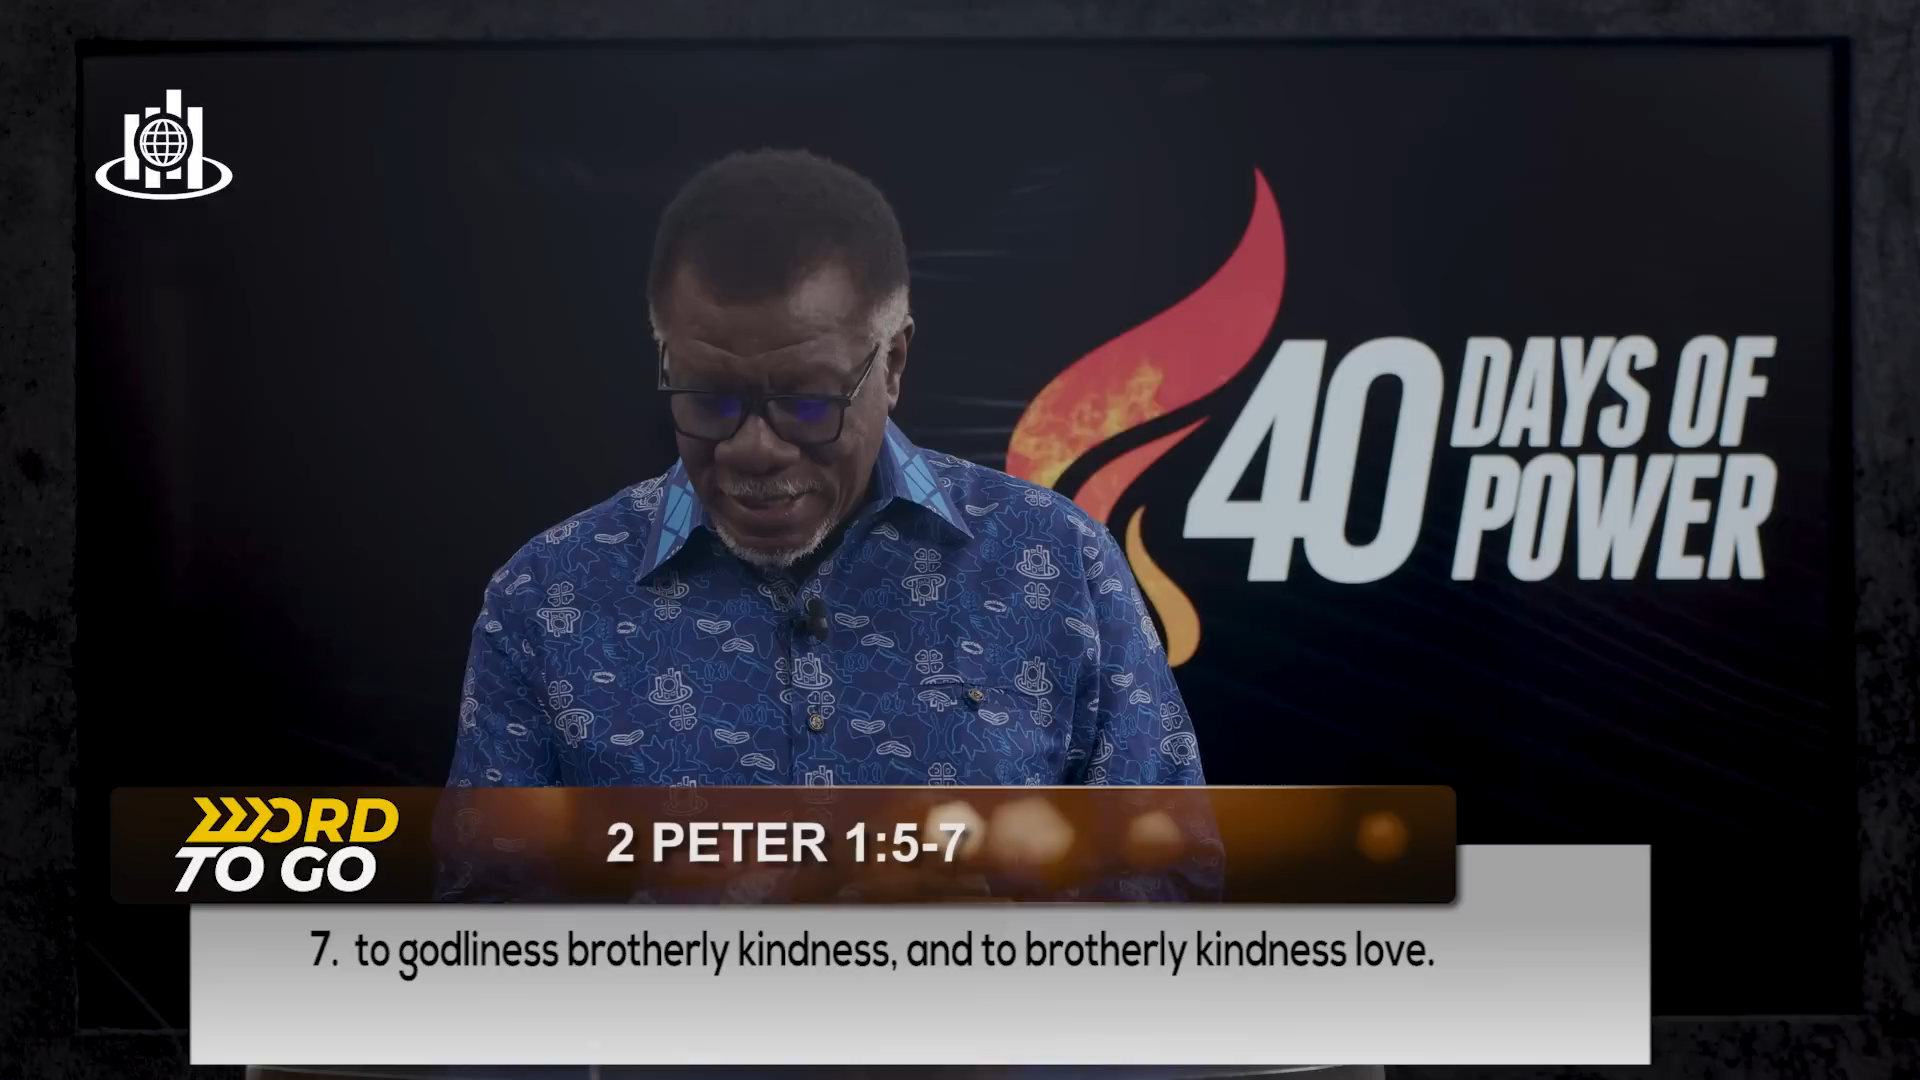 40 DAYS OF
POWER
WORD
TO GO
2 PETER 1:5-7
7. to godliness brotherly kindness, and to brotherly kindness love.